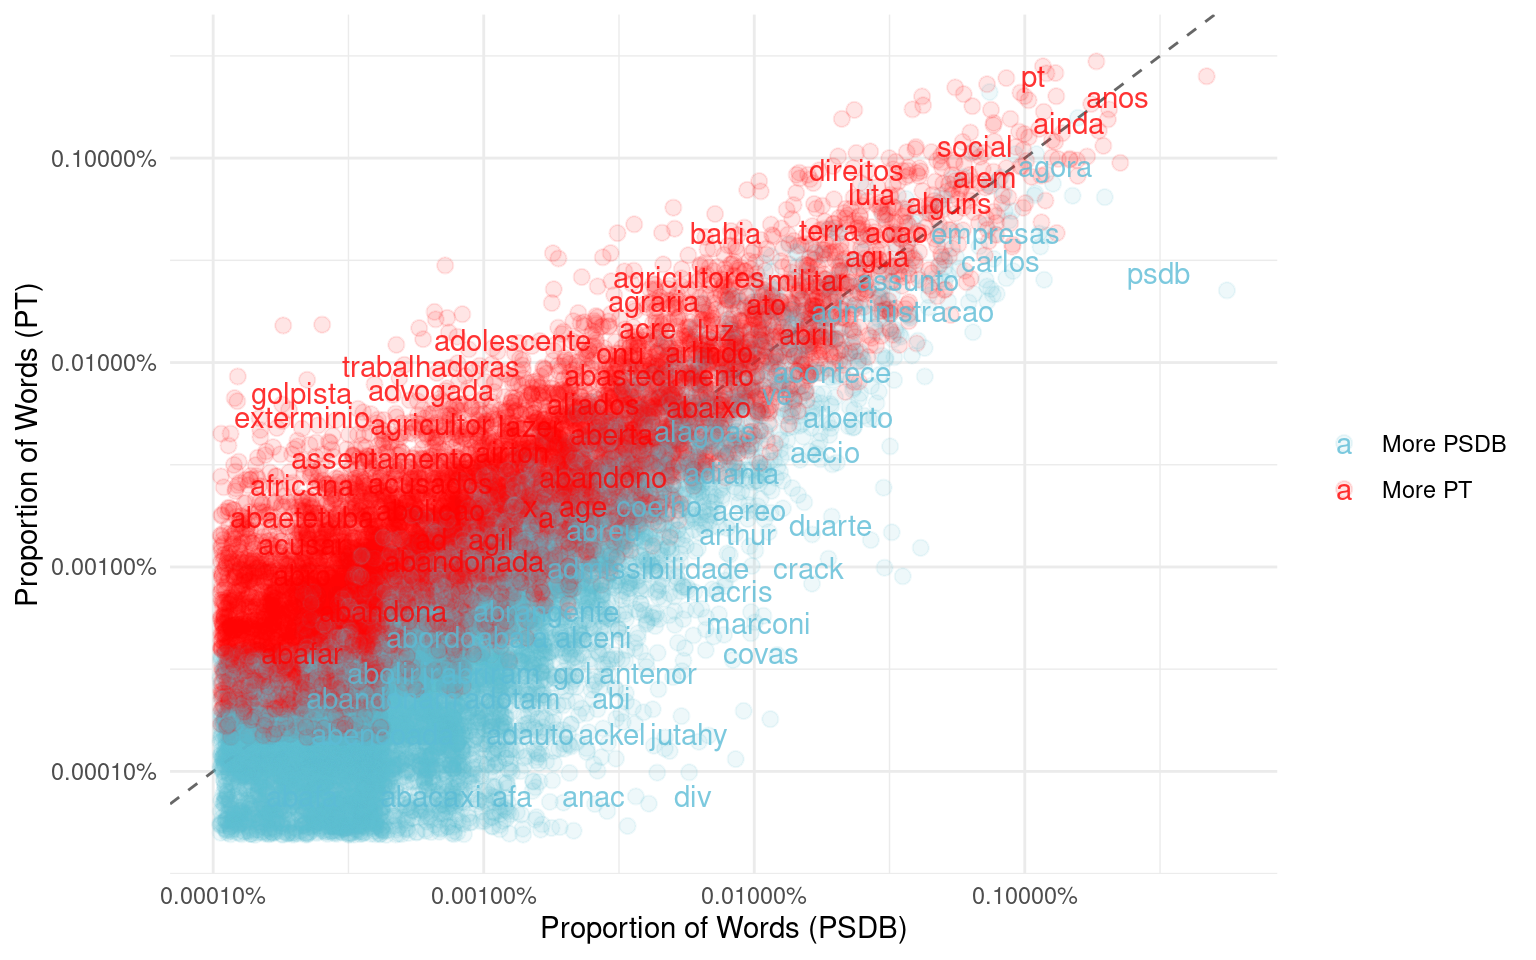 pt
anos
ainda
social
agora
direitos
alem
luta
alguns
bahia
terra
acao
empresas
agua
carlos
psdb
agricultores
militar
assunto
agraria
ato
administracao
acre
luz
abril
adolescente
onu
arlindo
trabalhadoras
abastecimento
acontece
golpista
advogada
aliados
abaixo
exterminio
agricultor
lazer
aberta
alagoas
alberto
assentamento
airton
aecio
africana
acusados
abandono
adianta
abaetetuba
x
a
age
coelho
aereo
abreu
arthur
duarte
agil
abandonada
crack
macris
abandona
marconi
alceni
abafar
covas
gol
antenor
abi
adauto
ackel
jutahy
abacaxi
afa
anac
div
0.10000%
0.01000%
0.00100%
0.00010%
0.00010%
0.00100%
0.01000%
0.10000%
Proportion of Words (PSDB)
Proportion of Words (PT)
a More PSDB
a More PT